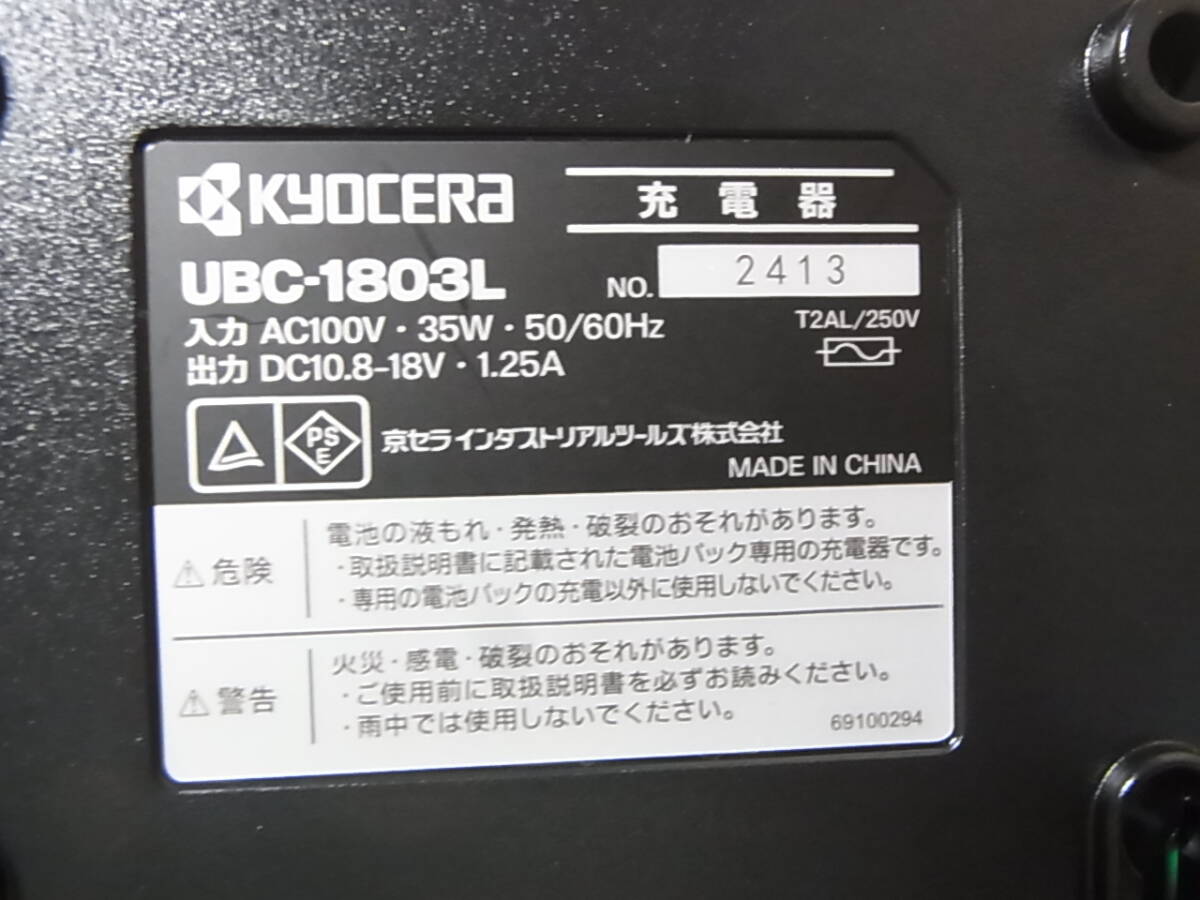 KYOCERA
充電器
UBC-1803L
NO. 2413
入力 AC100V・35W・50/60Hz
T2AL/250V
出力 DC10.8-18V・1.25A
PS
E
京セラインダストリアルツールズ株式会社
MADE IN CHINA
⚠危険
電池の液もれ・発熱・破裂のおそれがあります。
・取扱説明書に記載された電池パック専用の充電器です。
・専用の電池パックの充電以外に使用しないでください。
⚠警告
火災・感電・破裂のおそれがあります。
・ご使用前に取扱説明書を必ずお読みください。
・雨中では使用しないでください。
69100294